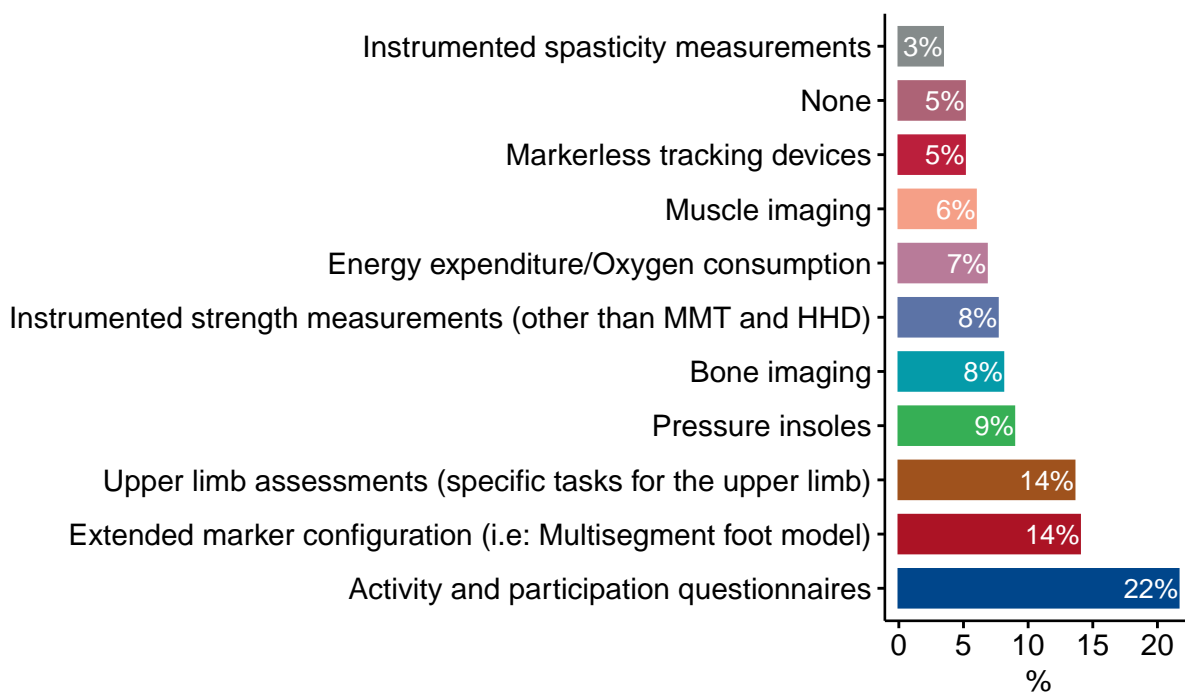 Instrumented spasticity measurements 3%
None 5%
Markerless tracking devices 5%
Muscle imaging 6%
Energy expenditure/Oxygen consumption 7%
Instrumented strength measurements (other than MMT and HHD) 8%
Bone imaging 8%
Pressure insoles 9%
Upper limb assessments (specific tasks for the upper limb) 14%
Extended marker configuration (i.e: Multisegment foot model) 14%
Activity and participation questionnaires 22%
0 5 10 15 20
%